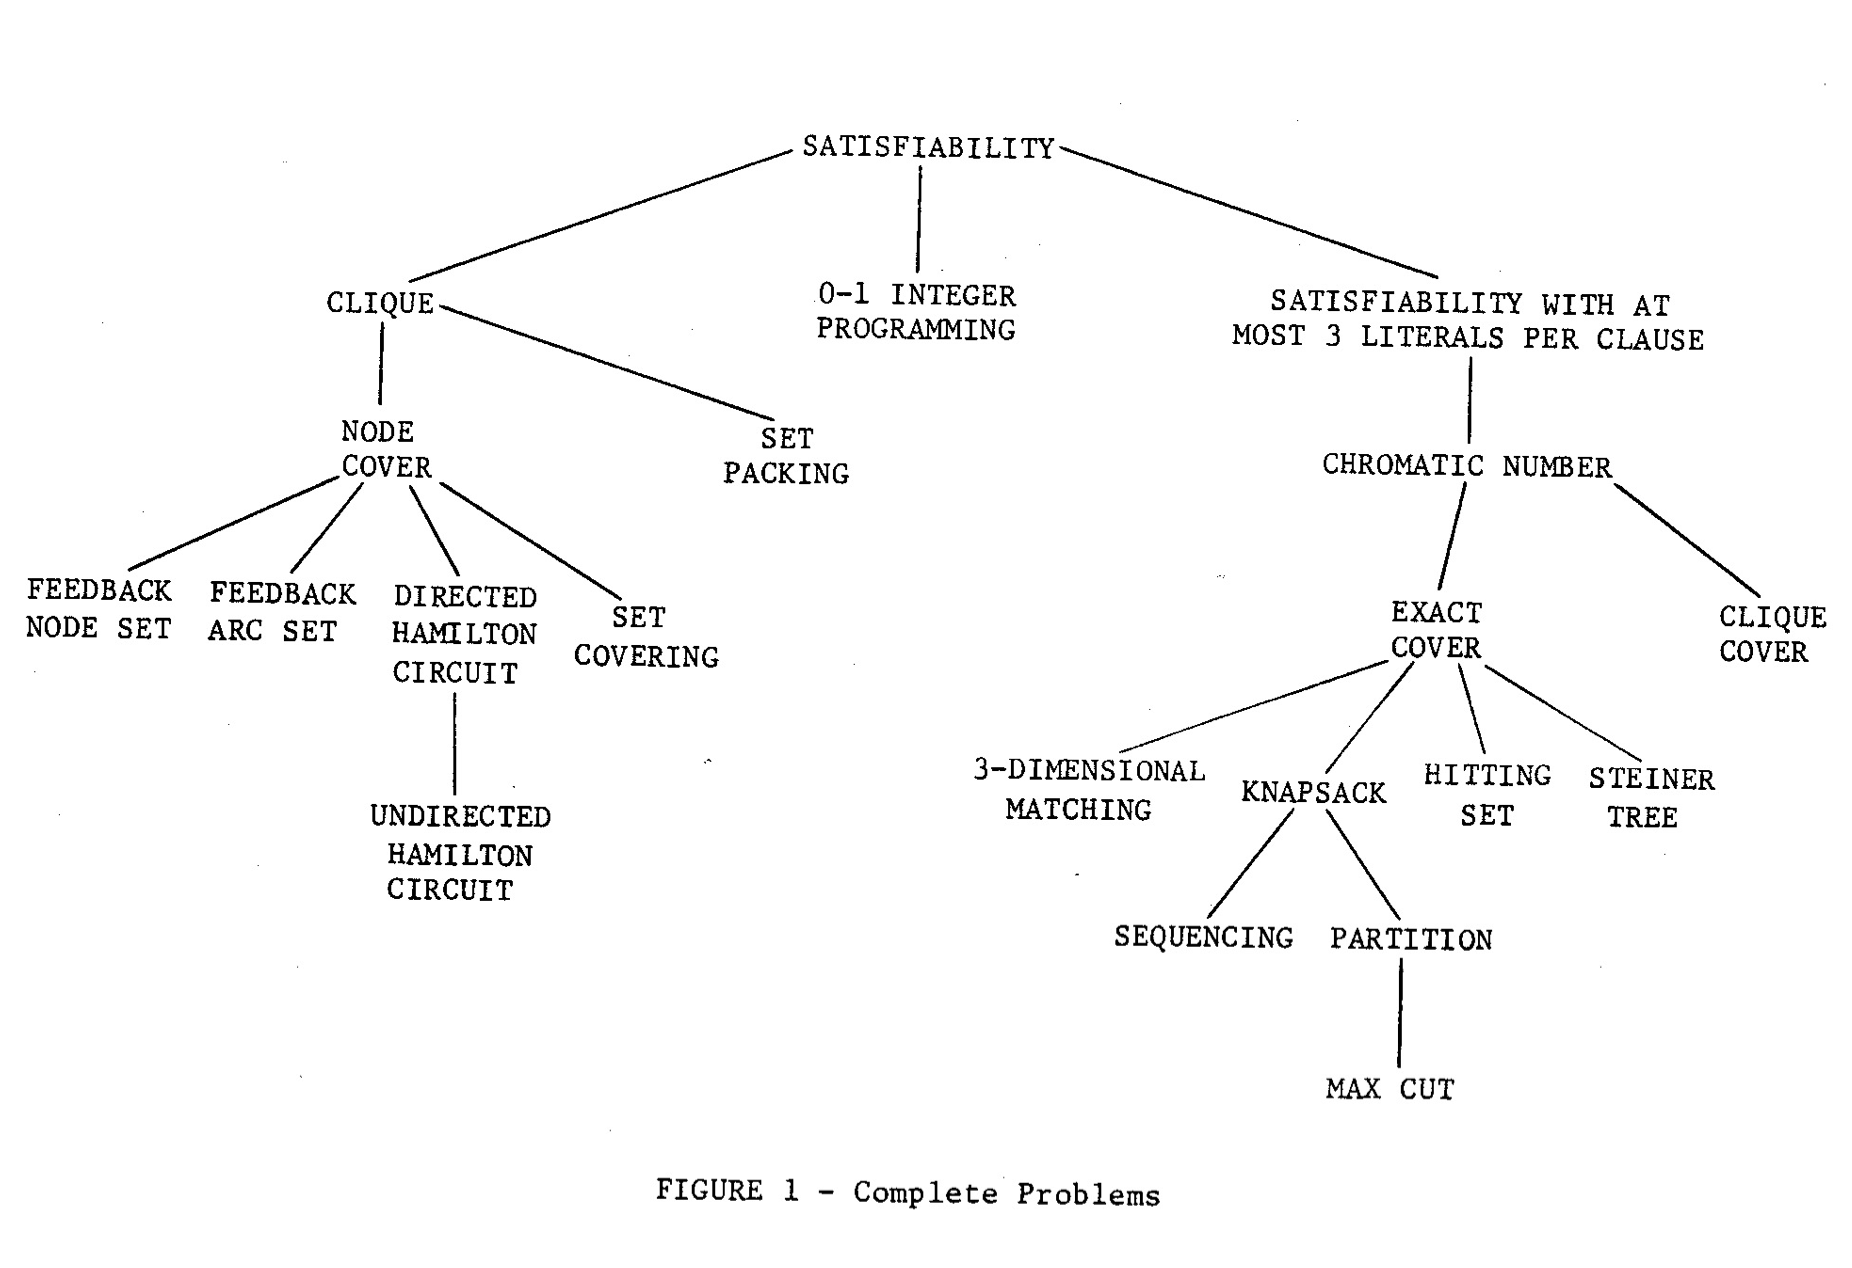 SATISFIABILITY
CLIQUE
0-1 INTEGER
PROGRAMMING
SATISFIABILITY WITH AT
MOST 3 LITERALS PER CLAUSE
NODE
COVER
SET
PACKING
CHROMATIC NUMBER
FEEDBACK
NODE SET
FEEDBACK
ARC SET
DIRECTED
HAMILTON
CIRCUIT
SET
COVERING
EXACT
COVER
CLIQUE
COVER
UNDIRECTED
HAMILTON
CIRCUIT
3-DIMENSIONAL
MATCHING
KNAPSACK
HITTING
SET
STEINER
TREE
SEQUENCING
PARTITION
MAX CUT
FIGURE 1 - Complete Problems